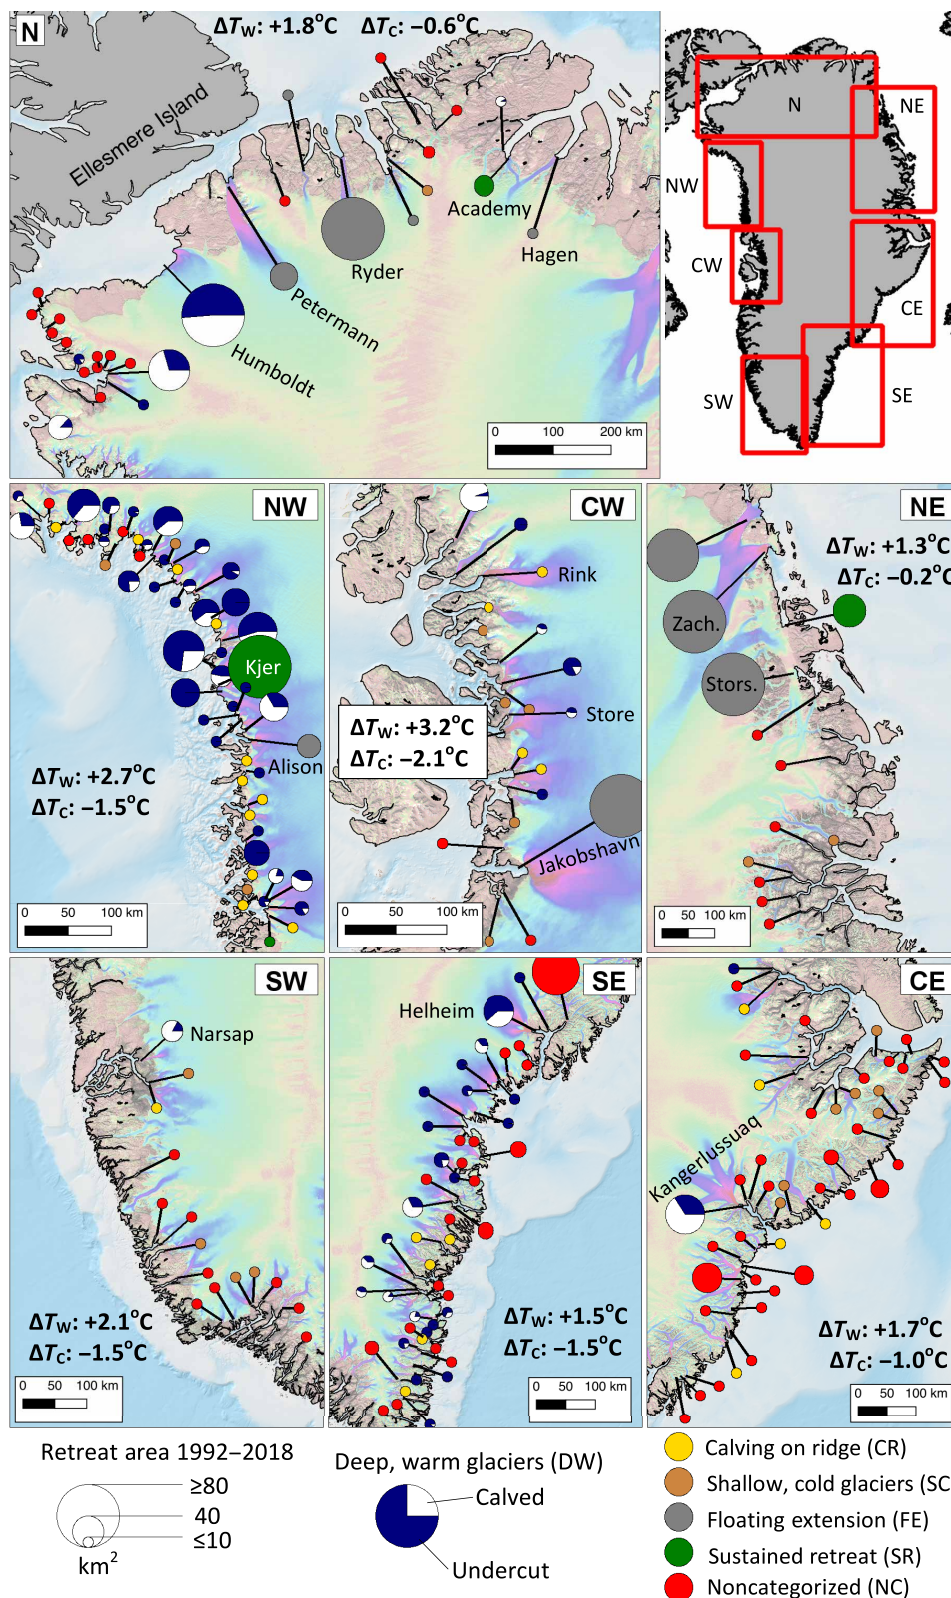 N
ΔTW: +1.8°C ΔTC: −0.6°C
Ellesmere Island
Academy
Hagen
Ryder
Petermann
Humboldt
0 100 200 km
N
NE
NW
CW
CE
SW
SE
NW
Kjer
Alison
ΔTW: +2.7°C
ΔTC: −1.5°C
0 50 100 km
CW
Rink
Store
ΔTW: +3.2°C
ΔTC: −2.1°C
Jakobshavn
0 50 100 km
NE
ΔTW: +1.3°C
ΔTC: −0.2°C
Zach.
Stors.
0 50 100 km
SW
Narsap
ΔTW: +2.1°C
ΔTC: −1.5°C
0 50 100 km
SE
Helheim
ΔTW: +1.5°C
ΔTC: −1.5°C
0 50 100 km
CE
Kangerlussuaq
ΔTW: +1.7°C
ΔTC: −1.0°C
0 50 100 km
Retreat area 1992–2018
≥80
40
≤10
km2
Deep, warm glaciers (DW)
Calved
Undercut
Calving on ridge (CR)
Shallow, cold glaciers (SC
Floating extension (FE)
Sustained retreat (SR)
Noncategorized (NC)